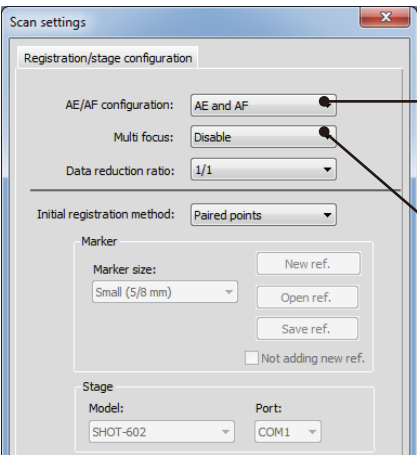 Scan settings
Registration/stage configuration
AE/AF configuration: AE and AF
Multi focus: Disable
Data reduction ratio: 1/1
Initial registration method: Paired points
Marker
Marker size:
Small (5/8 mm)
New ref.
Open ref.
Save ref.
Not adding new ref.
Stage
Model: Port:
SHOT-602 COM1